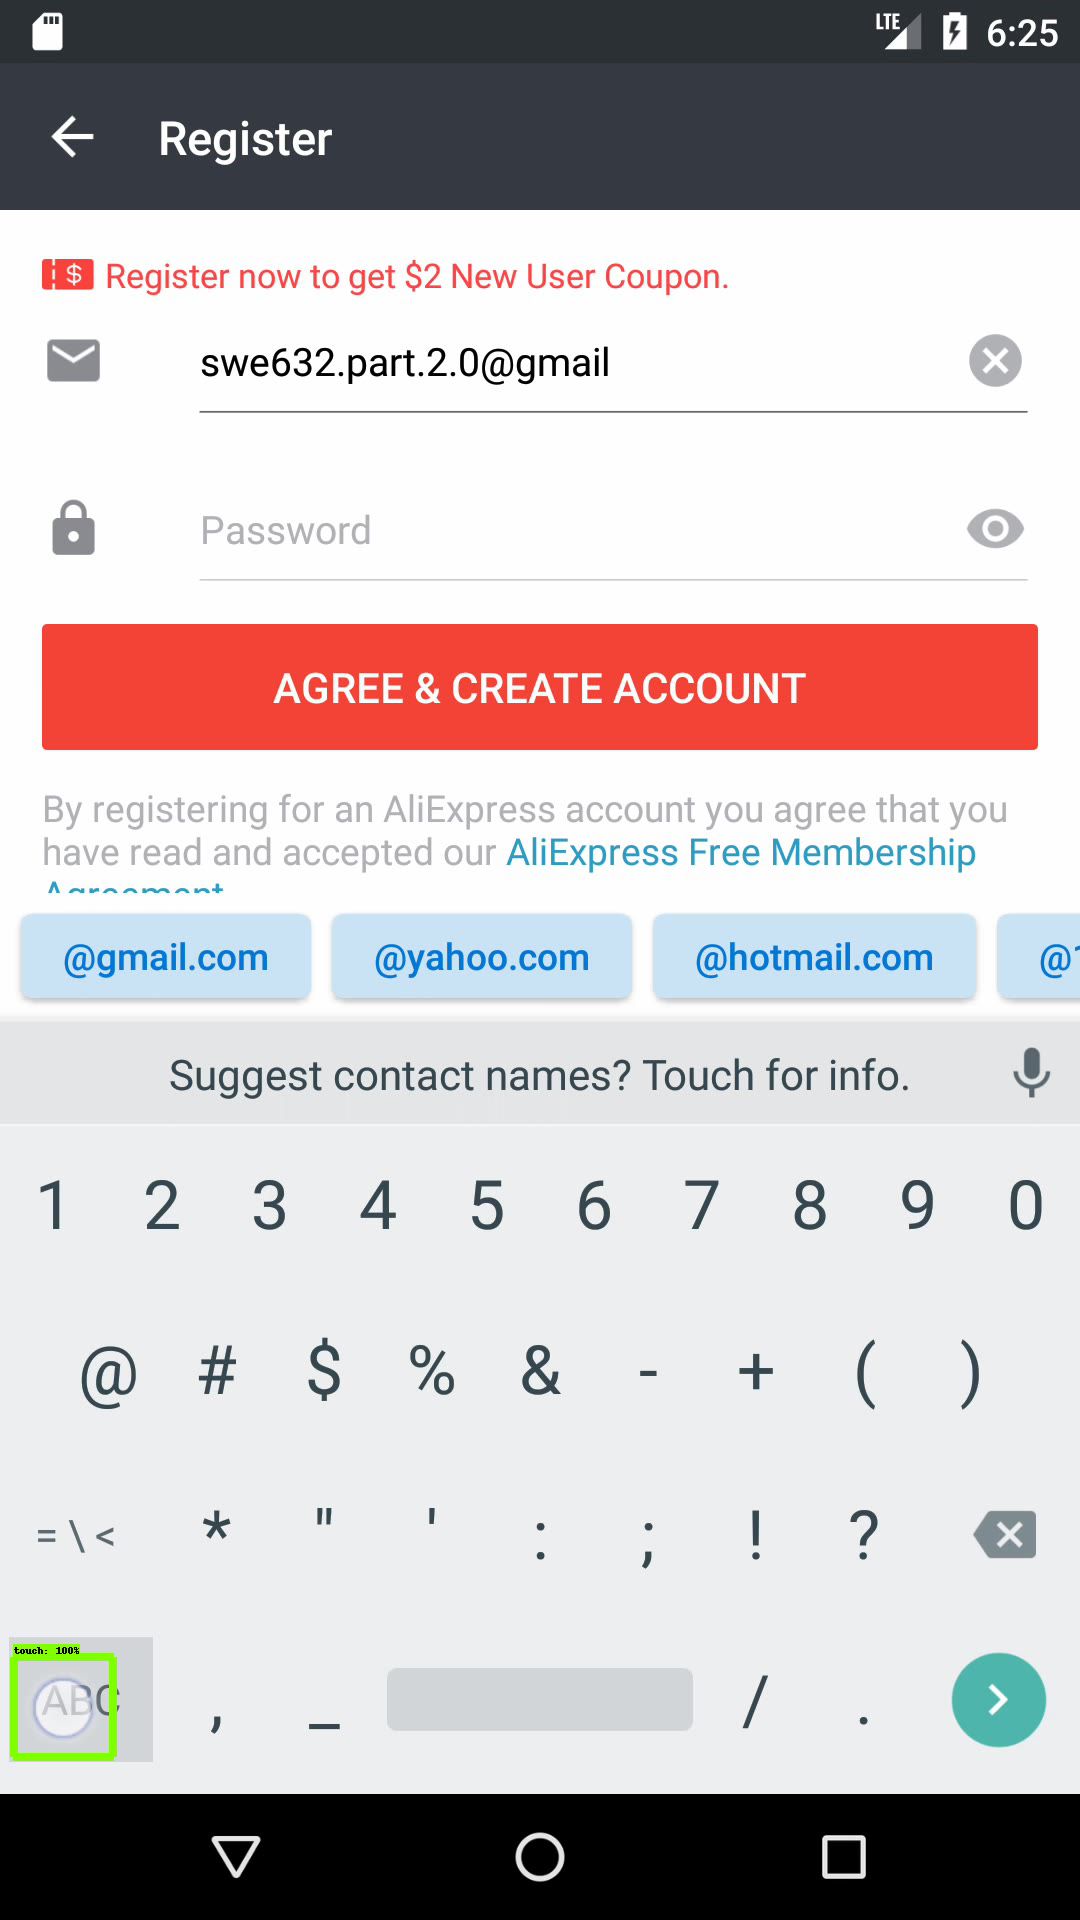 LTE 6:25
Register
$ Register now to get $2 New User Coupon.
swe632.part.2.0@gmail
Password
AGREE & CREATE ACCOUNT
By registering for an AliExpress account you agree that you
have read and accepted our AliExpress Free Membership
Agreement
@gmail.com @yahoo.com @hotmail.com @1
Suggest contact names? Touch for info.
1 2 3 4 5 6 7 8 9 0
@ # $ % & - + ( )
= \ < * " ' : ; ! ?
touch: 100%
ABC , _ / .